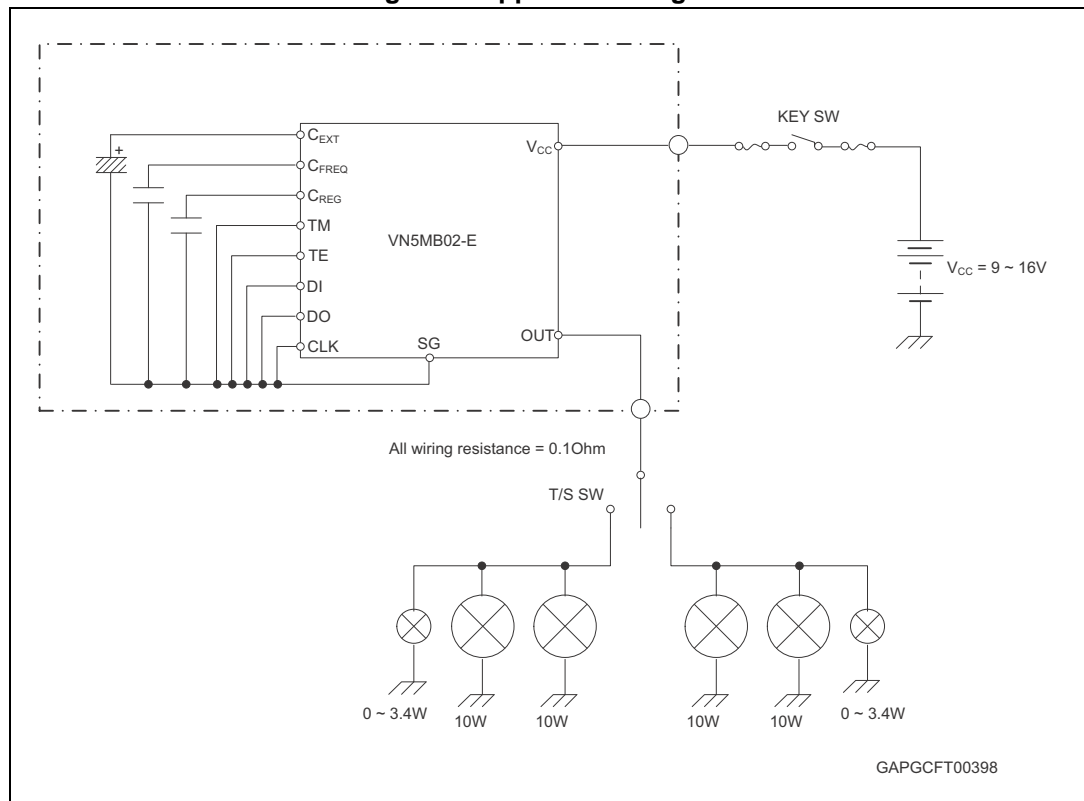 KEY SW
C_EXT
V_CC
C_FREQ
C_REG
TM
VN5MB02-E
TE
V_CC = 9 ~ 16V
DI
DO
OUT
CLK
SG
All wiring resistance = 0.1Ohm
T/S SW
0 ~ 3.4W
10W
10W
10W
10W
0 ~ 3.4W
GAPGCFT00398